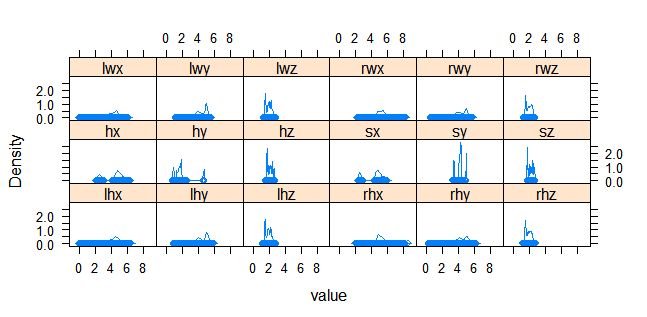 0 2 4 6 8 0 2 4 6 8 0 2 4 6 8
lwx lwy lwz rwx rwy rwz
2.0
1.0
0.0
hx hy hz sx sy sz
2.0
1.0
0.0
lhx lhy lhz rhx rhy rhz
2.0
1.0
0.0
0 2 4 6 8 0 2 4 6 8 0 2 4 6 8
Density
value